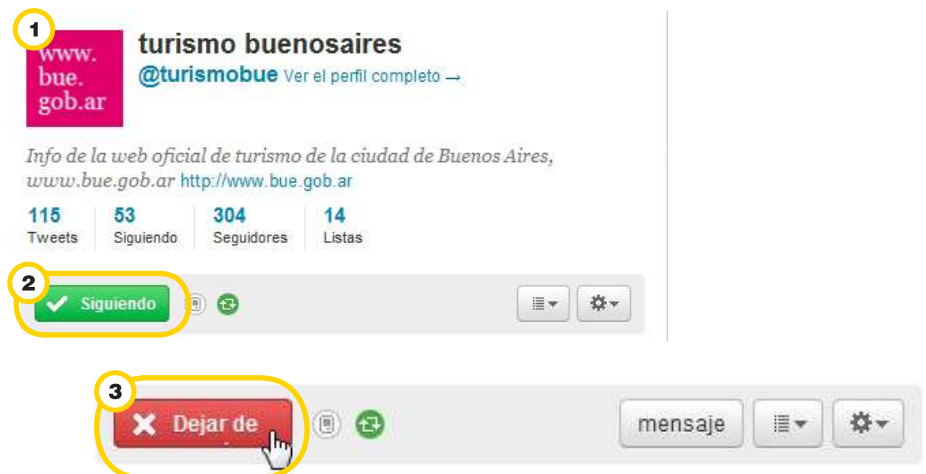 1
www.
bue.
gob.ar
turismo buenosaires
@turismobue Ver el perfil completo →
Info de la web oficial de turismo de la ciudad de Buenos Aires,
www.bue.gob.ar http://www.bue.gob.ar
115 53 304 14
Tweets Siguiendo Seguidores Listas
2
Siguiendo
3
Dejar de
mensaje